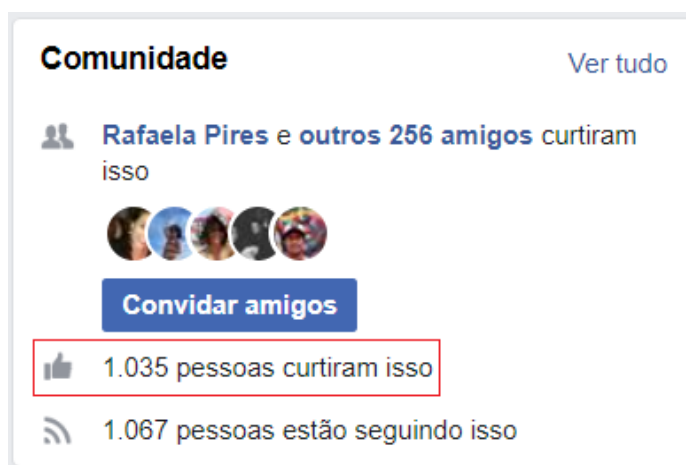 Comunidade
Ver tudo
Rafaela Pires e outros 256 amigos curtiram
isso
Convidar amigos
1.035 pessoas curtiram isso
1.067 pessoas estão seguindo isso